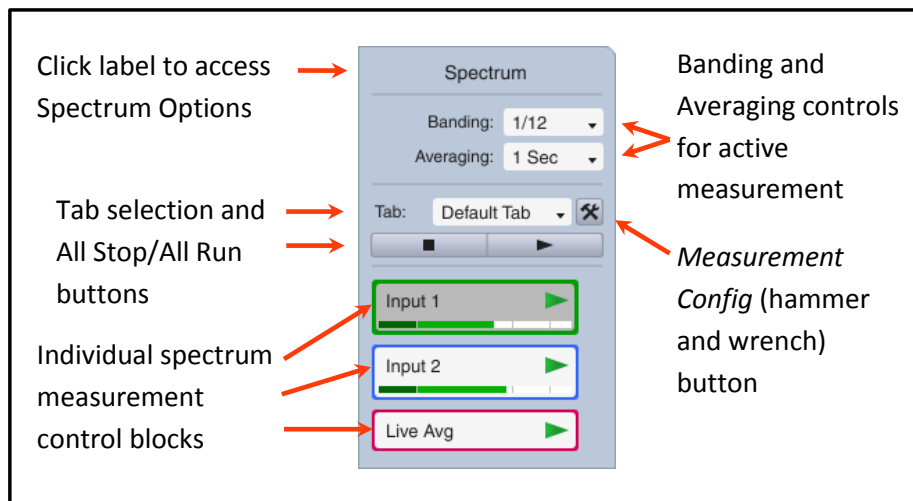 Click label to access
Spectrum Options
Tab selection and
All Stop/All Run
buttons
Individual spectrum
measurement
control blocks
Spectrum
Banding: 1/12
Averaging: 1 Sec
Tab: Default Tab
Input 1
Input 2
Live Avg
Banding and
Averaging controls
for active
measurement
Measurement
Config (hammer
and wrench)
button